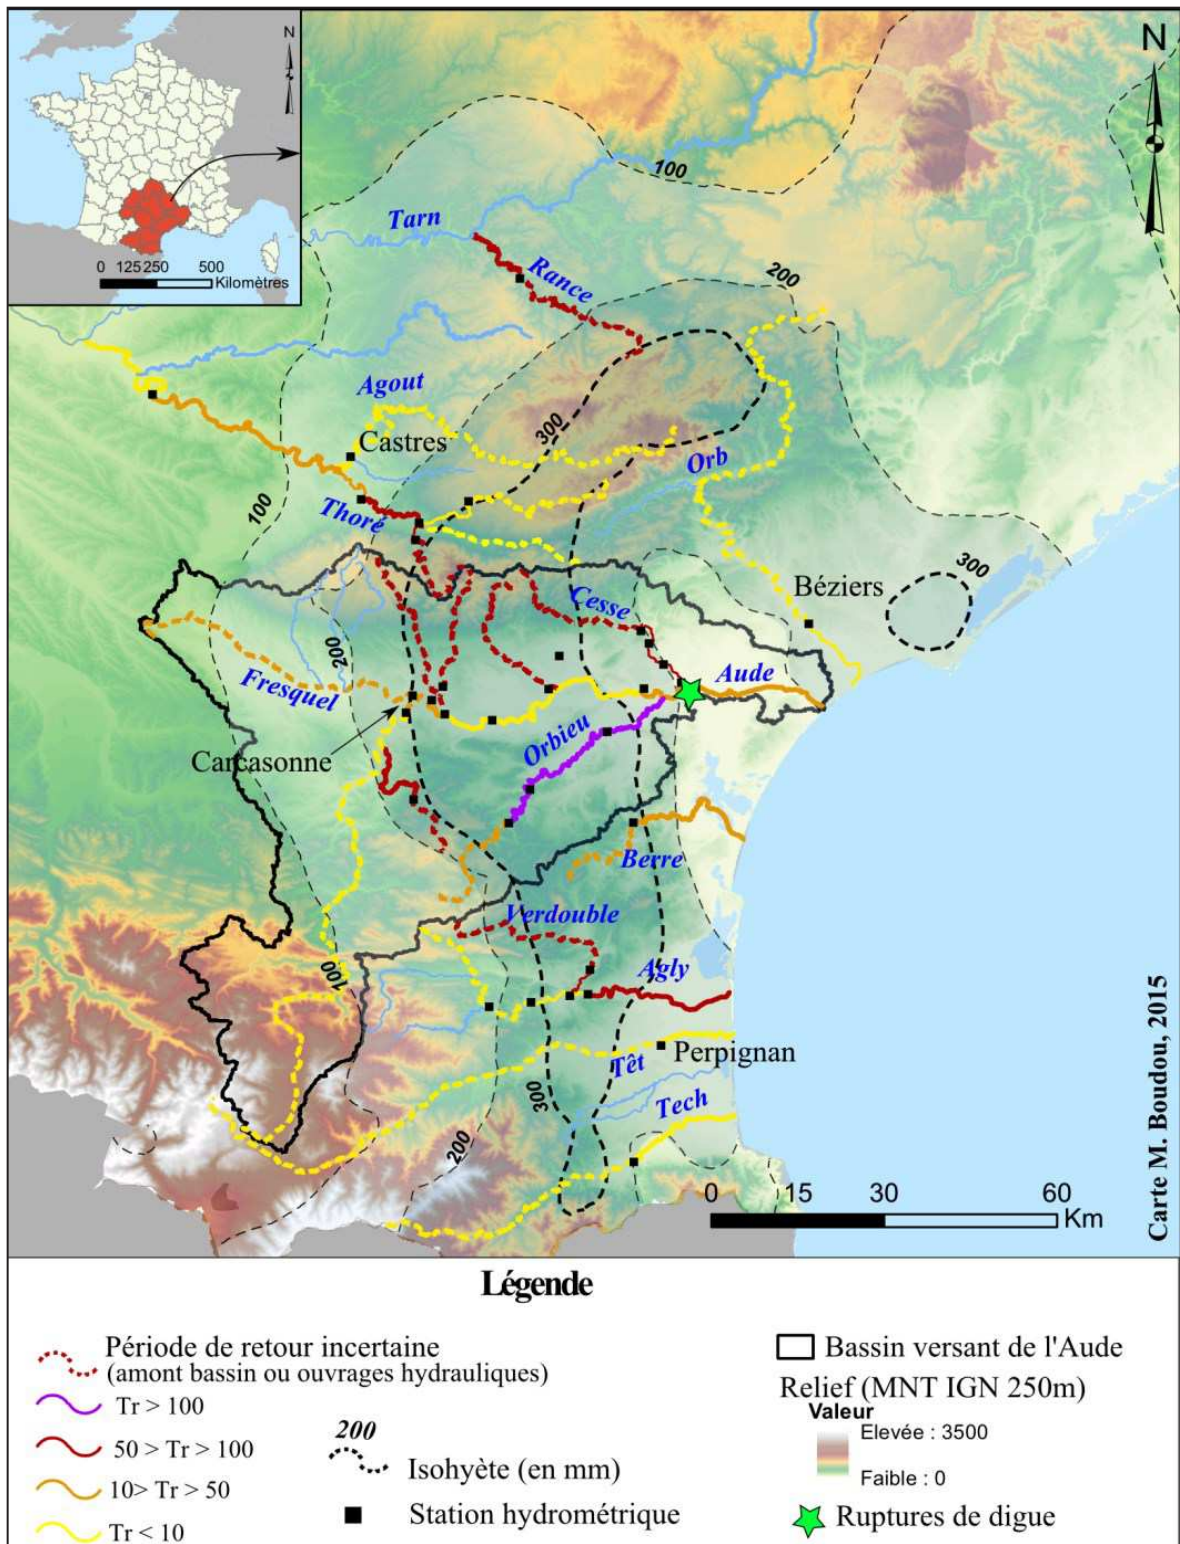 N
0 125 250 500
Kilomètres
N
100
Tarn
Rance
200
Agout
300
Castres
Orb
100
Thoré
300
Béziers
Cesse
200
Fresquel
Aude
Orbieu
Carcasonne
Berre
Verdouble
100
Agly
Têt
Perpignan
300
Tech
200
0 15 30 60
Km
Carte M. Boudou, 2015
Légende
Période de retour incertaine
(amont bassin ou ouvrages hydrauliques)
Tr > 100
50 > Tr > 100
10> Tr > 50
Tr < 10
200
Isohyète (en mm)
Station hydrométrique
Bassin versant de l'Aude
Relief (MNT IGN 250m)
Valeur
Elevée : 3500
Faible : 0
Ruptures de digue